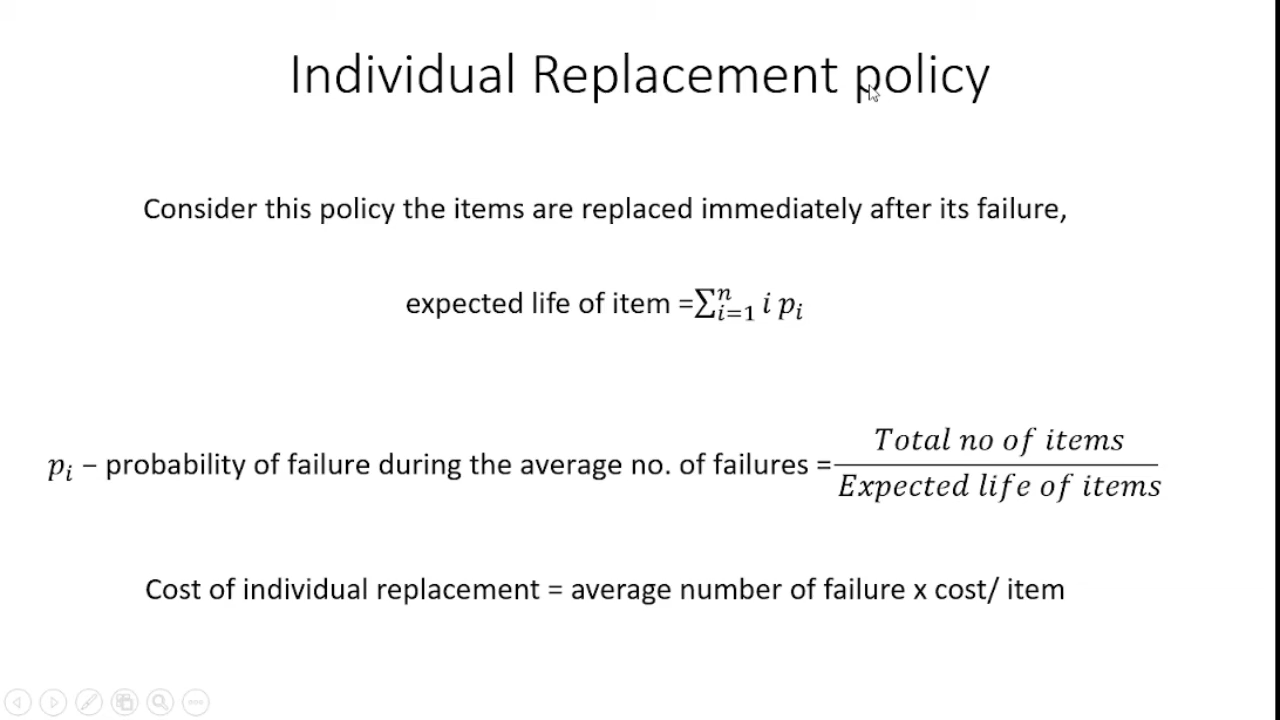 Individual Replacement policy
Consider this policy the items are replaced immediately after its failure,
expected life of item =∑ⁿᵢ₌₁ i pᵢ
pᵢ – probability of failure during the average no. of failures = Total no of items / Expected life of items
Cost of individual replacement = average number of failure x cost/ item